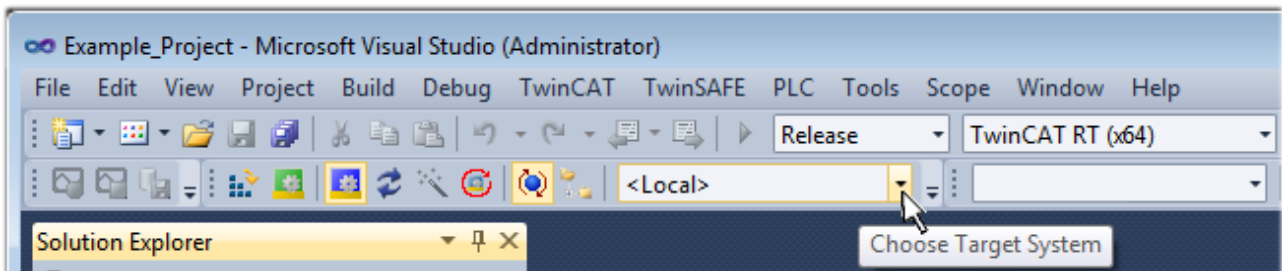 Example_Project - Microsoft Visual Studio (Administrator)
File Edit View Project Build Debug TwinCAT TwinSAFE PLC Tools Scope Window Help
Release TwinCAT RT (x64)
<Local>
Solution Explorer
Choose Target System